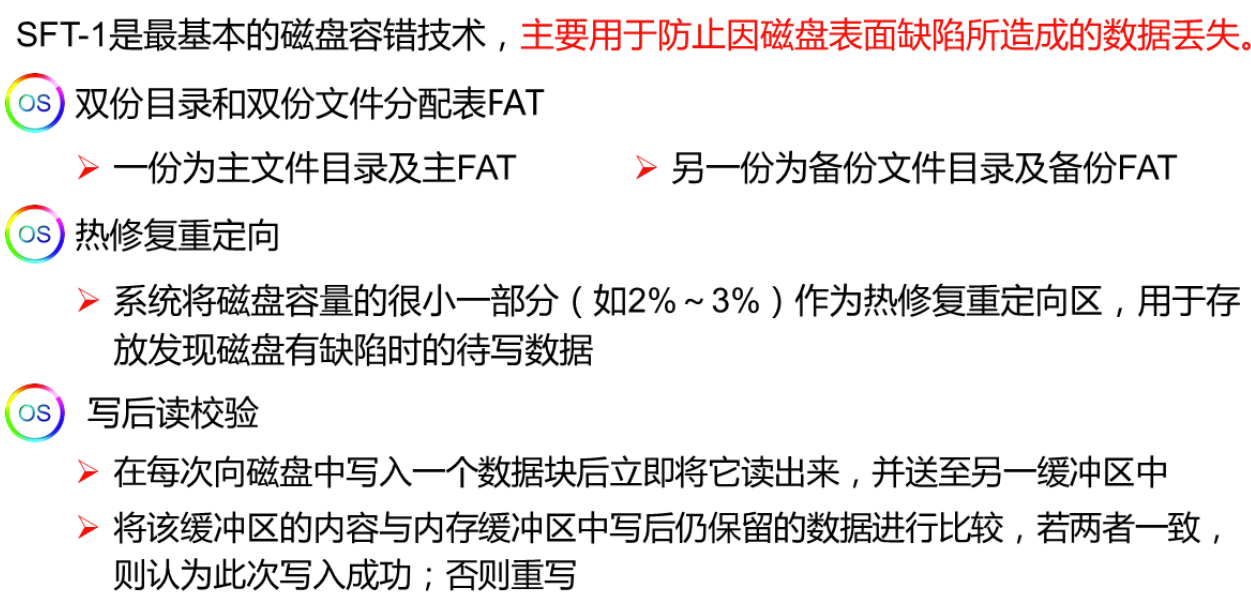 SFT-1是最基本的磁盘容错技术，主要用于防止因磁盘表面缺陷所造成的数据丢失。
OS 双份目录和双份文件分配表FAT
一份为主文件目录及主FAT 另一份为备份文件目录及备份FAT
OS 热修复重定向
系统将磁盘容量的很小一部分（如2%～3%）作为热修复重定向区，用于存
放发现磁盘有缺陷时的待写数据
OS 写后读校验
在每次向磁盘中写入一个数据块后立即将它读出来，并送至另一缓冲区中
将该缓冲区的内容与内存缓冲区中写后仍保留的数据进行比较，若两者一致，
则认为此次写入成功；否则重写